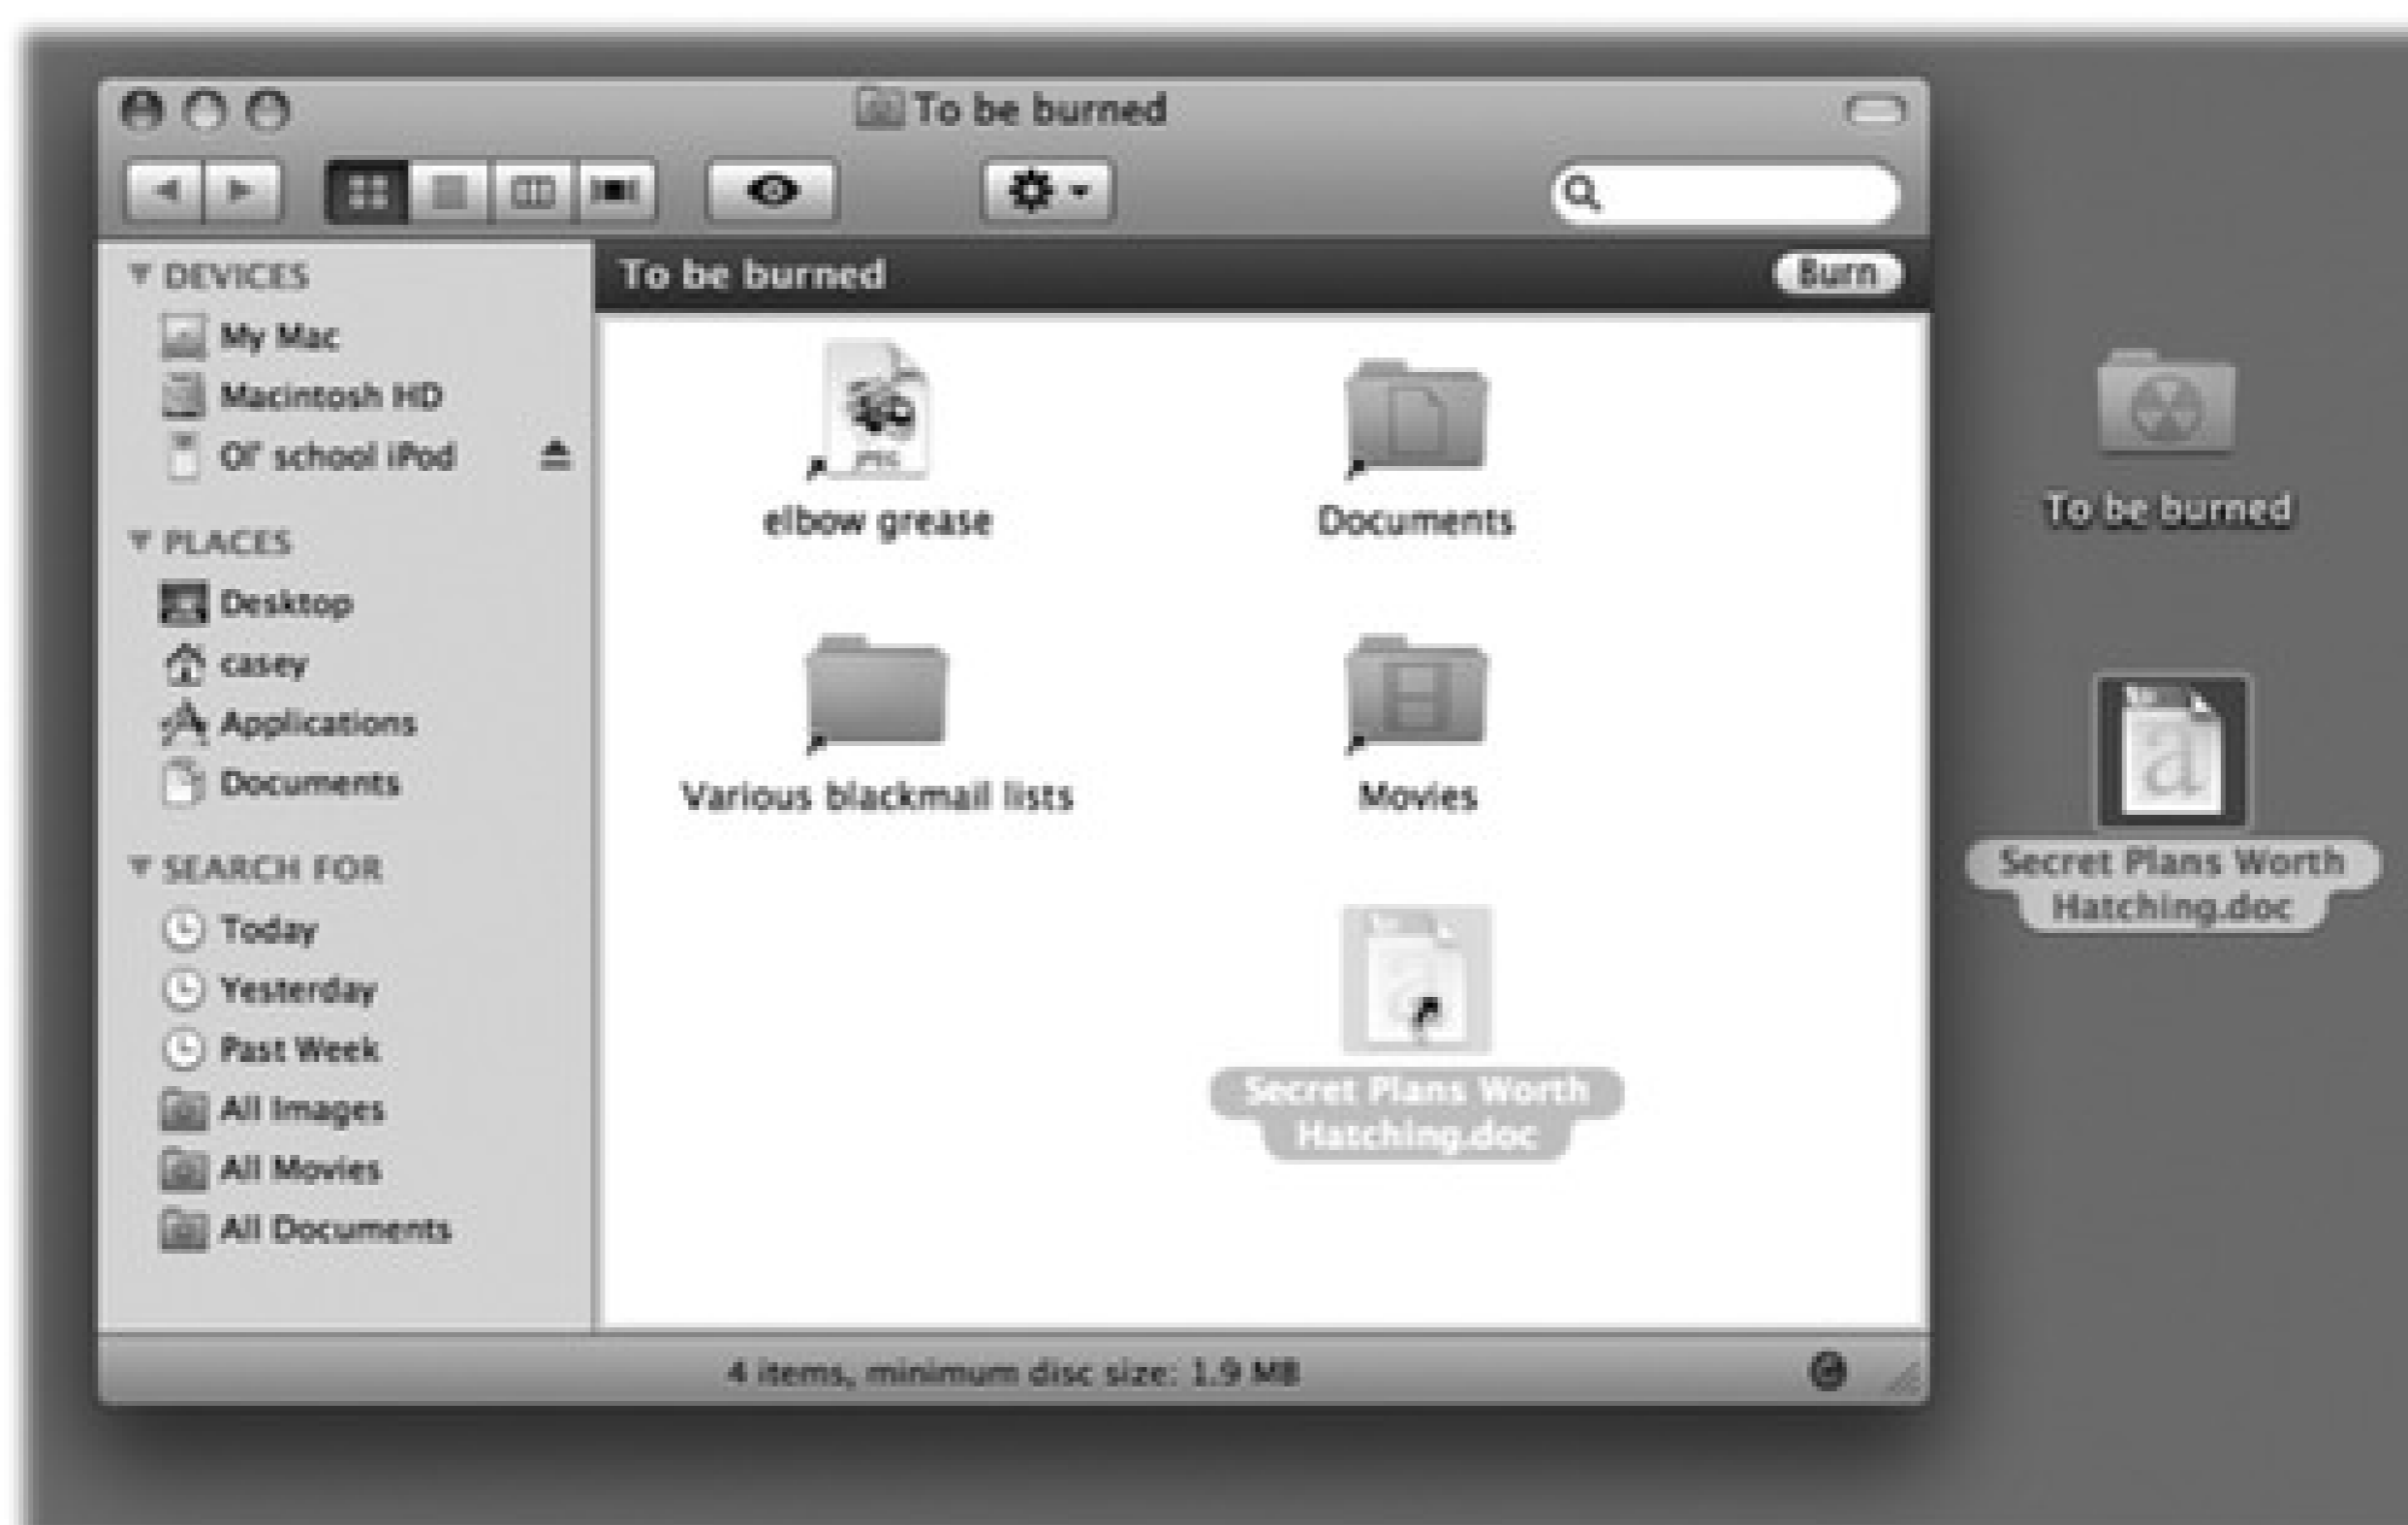 To be burned
DEVICES
My Mac
Macintosh HD
Ol' school iPod
PLACES
Desktop
casey
Applications
Documents
SEARCH FOR
Today
Yesterday
Past Week
All Images
All Movies
All Documents
To be burned
Burn
JPEG
elbow grease
Documents
Various blackmail lists
Movies
Secret Plans Worth
Hatching.doc
4 items, minimum disc size: 1.9 MB
To be burned
a
Secret Plans Worth
Hatching.doc